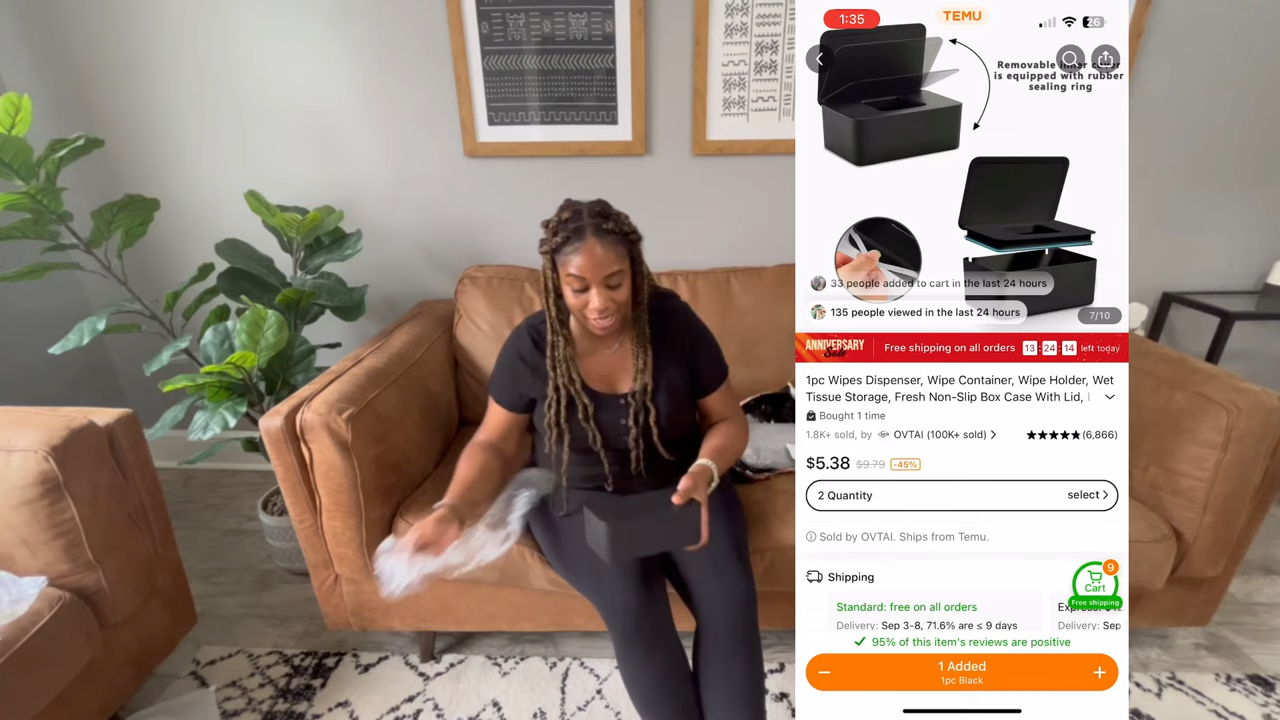 1:35
TEMU
26
Removable inner cover
is equipped with rubber
sealing ring
33 people added to cart in the last 24 hours
135 people viewed in the last 24 hours
7/10
ANNIVERSARY
Sale
Free shipping on all orders 13:24:14 left today
1pc Wipes Dispenser, Wipe Container, Wipe Holder, Wet
Tissue Storage, Fresh Non-Slip Box Case With Lid,
Bought 1 time
1.8K+ sold, by OVTAI (100K+ sold) > (6,866)
$5.38 $9.79 -45%
2 Quantity select >
Sold by OVTAI. Ships from Temu.
Shipping
9
Cart
Free shipping
Standard: free on all orders
Delivery: Sep 3-8, 71.6% are ≤ 9 days
Delivery: Sep
95% of this item's reviews are positive
− 1 Added +
1pc Black